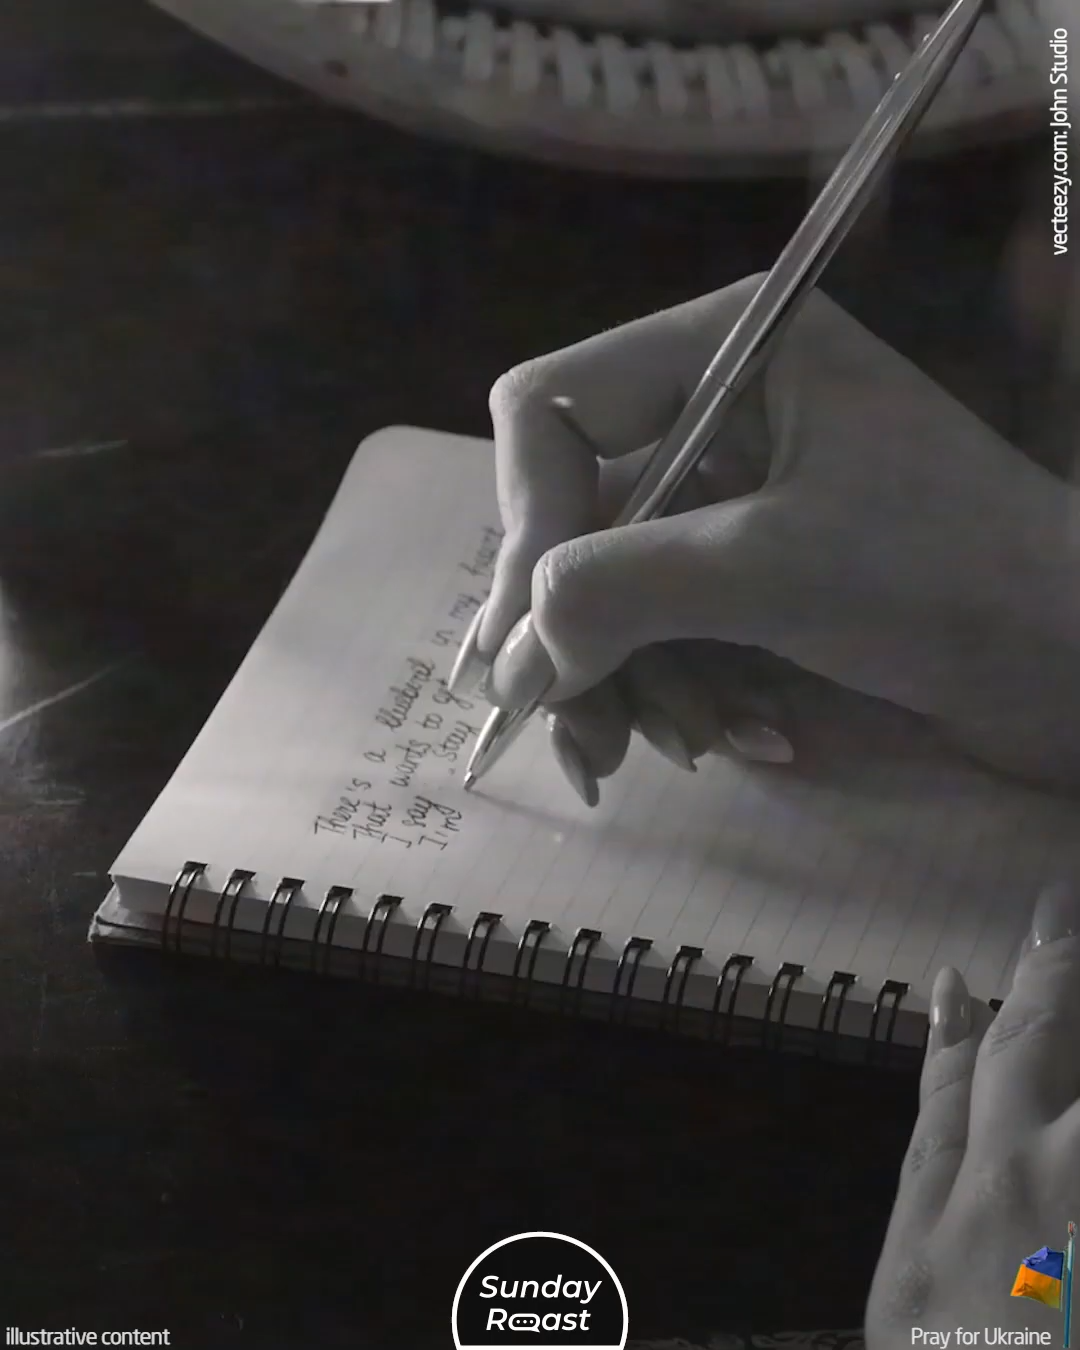 vecteezy.com: John Studio
There's a bluebird in my heart
That wants to get
I say, stay
I'm
Sunday
Roast
illustrative content
Pray for Ukraine